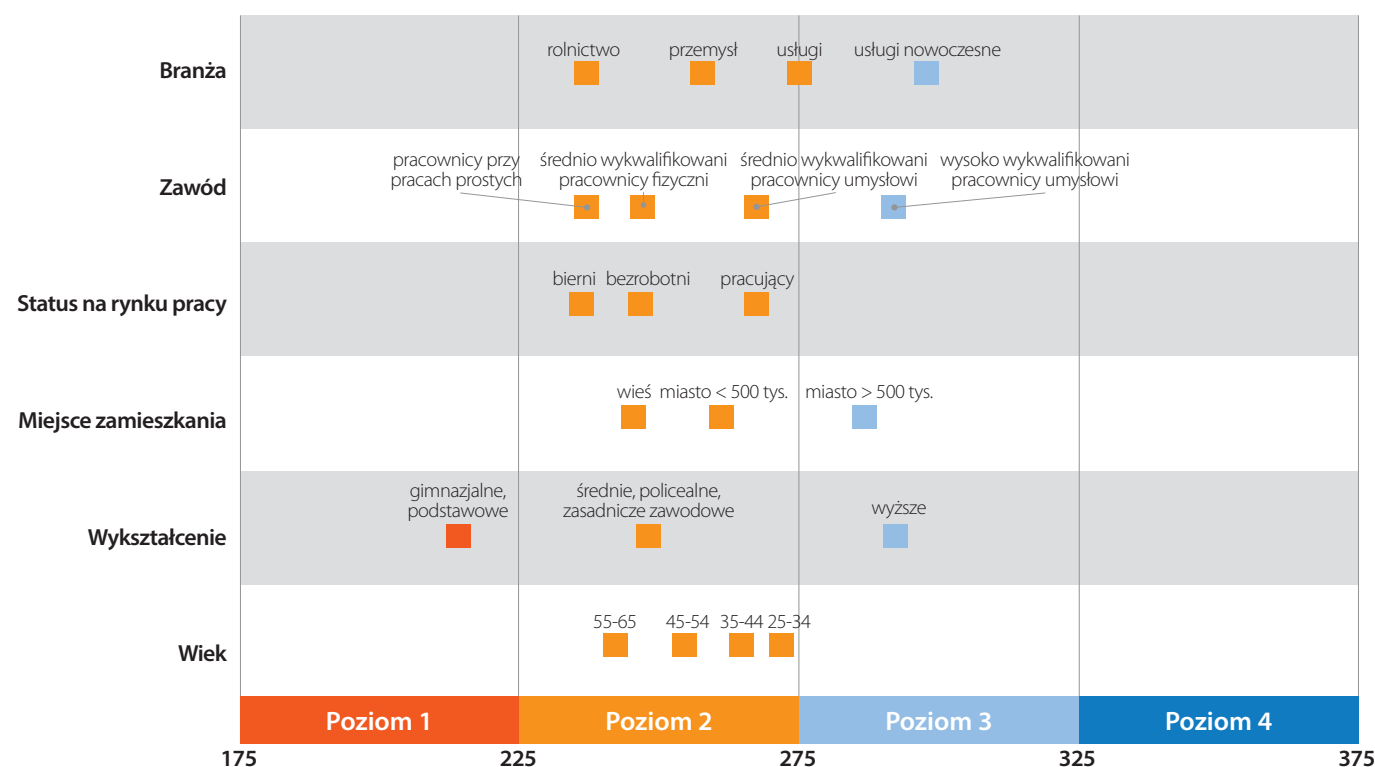 rolnictwo przemysł usługi usługi nowoczesne
Branża
pracownicy przy średnio wykwalifikowani średnio wykwalifikowani wysoko wykwalifikowani
pracach prostych pracownicy fizyczni pracownicy umysłowi pracownicy umysłowi
Zawód
bierni bezrobotni pracujący
Status na rynku pracy
wieś miasto < 500 tys. miasto > 500 tys.
Miejsce zamieszkania
gimnazjalne, średnie, policealne,
podstawowe zasadnicze zawodowe wyższe
Wykształcenie
55-65 45-54 35-44 25-34
Wiek
Poziom 1 Poziom 2 Poziom 3 Poziom 4
175 225 275 325 375